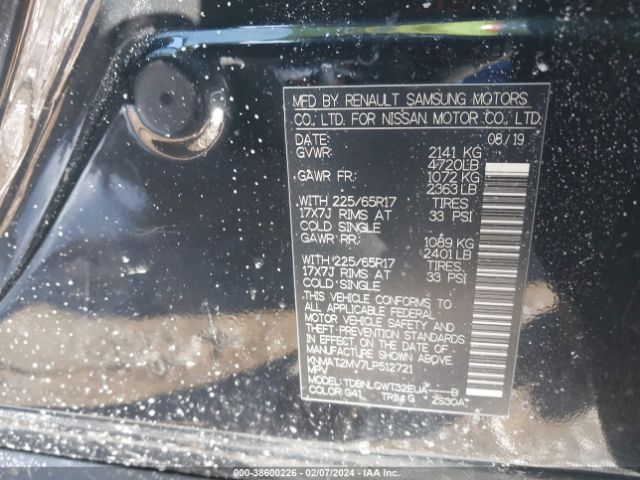 MFD BY RENAULT SAMSUNG MOTORS
CO., LTD. FOR NISSAN MOTOR CO., LTD.
DATE: 08/19
GVWR: 2141 KG
4720LB
GAWR FR: 1072 KG
2363 LB
WITH 225/65R17 TIRES
17X7J RIMS AT 33 PSI
COLD SINGLE
GAWR RR: 1089 KG
2401 LB
WITH 225/65R17 TIRES
17X7J RIMS AT 33 PSI
COLD SINGLE
THIS VEHICLE CONFORMS TO
ALL APPLICABLE FEDERAL
MOTOR VEHICLE SAFETY AND
THEFT PREVENTION STANDARDS
IN EFFECT ON THE DATE OF
MANUFACTURE SHOWN ABOVE.
KNMAT2MV7LP512721
MPV
MODEL: TDBNLGWT32EUA-----B
COLOR: G41 TRIM: G *ZS30A*
000-38600226 - 02/07/2024 - IAA Inc.